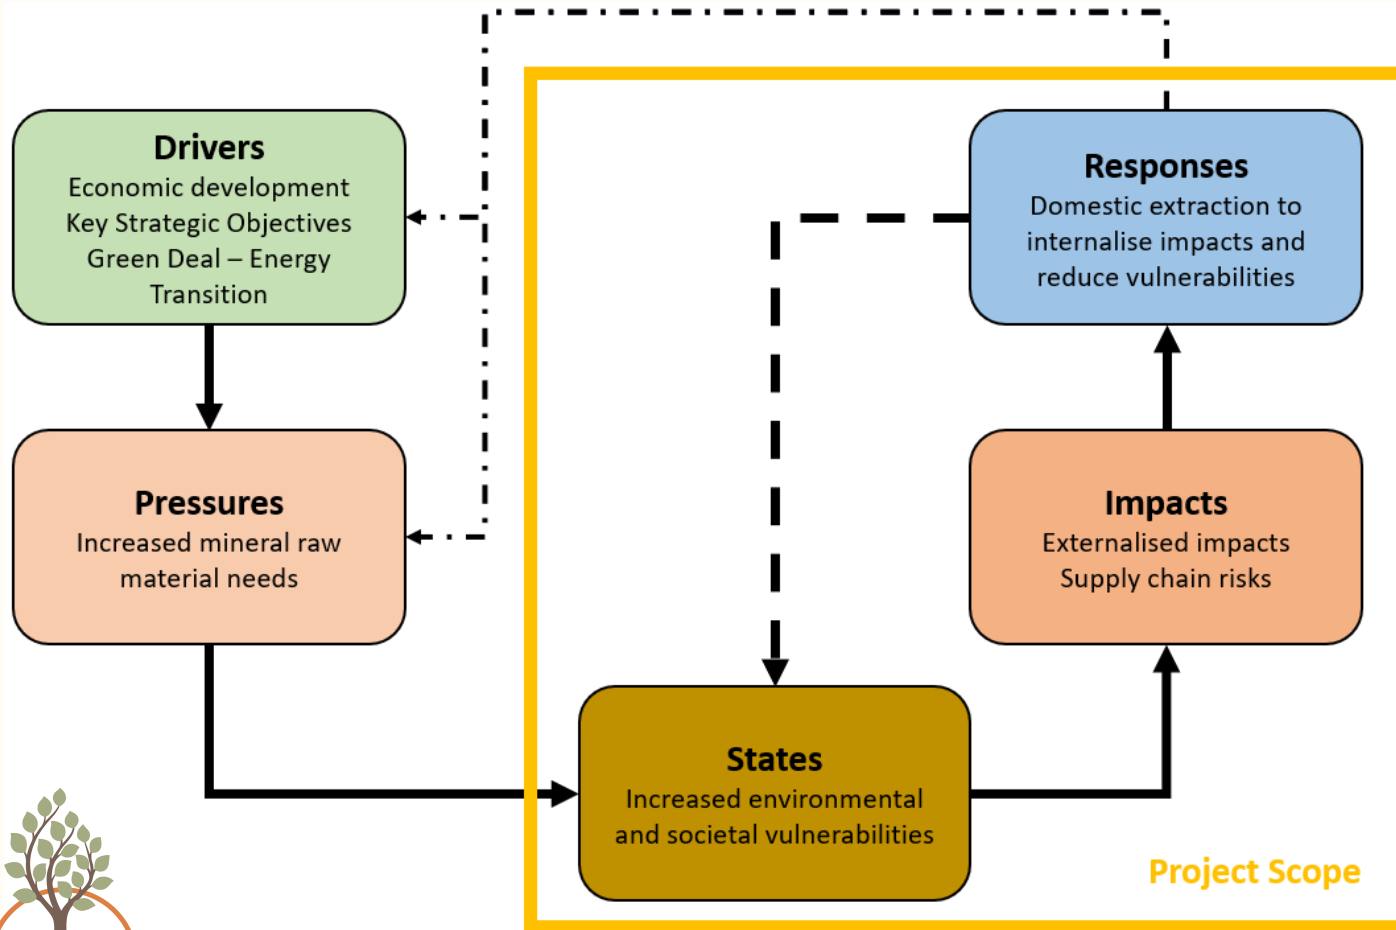 Drivers
Economic development
Key Strategic Objectives
Green Deal – Energy
Transition
Pressures
Increased mineral raw
material needs
Responses
Domestic extraction to
internalise impacts and
reduce vulnerabilities
Impacts
Externalised impacts
Supply chain risks
States
Increased environmental
and societal vulnerabilities
Project Scope